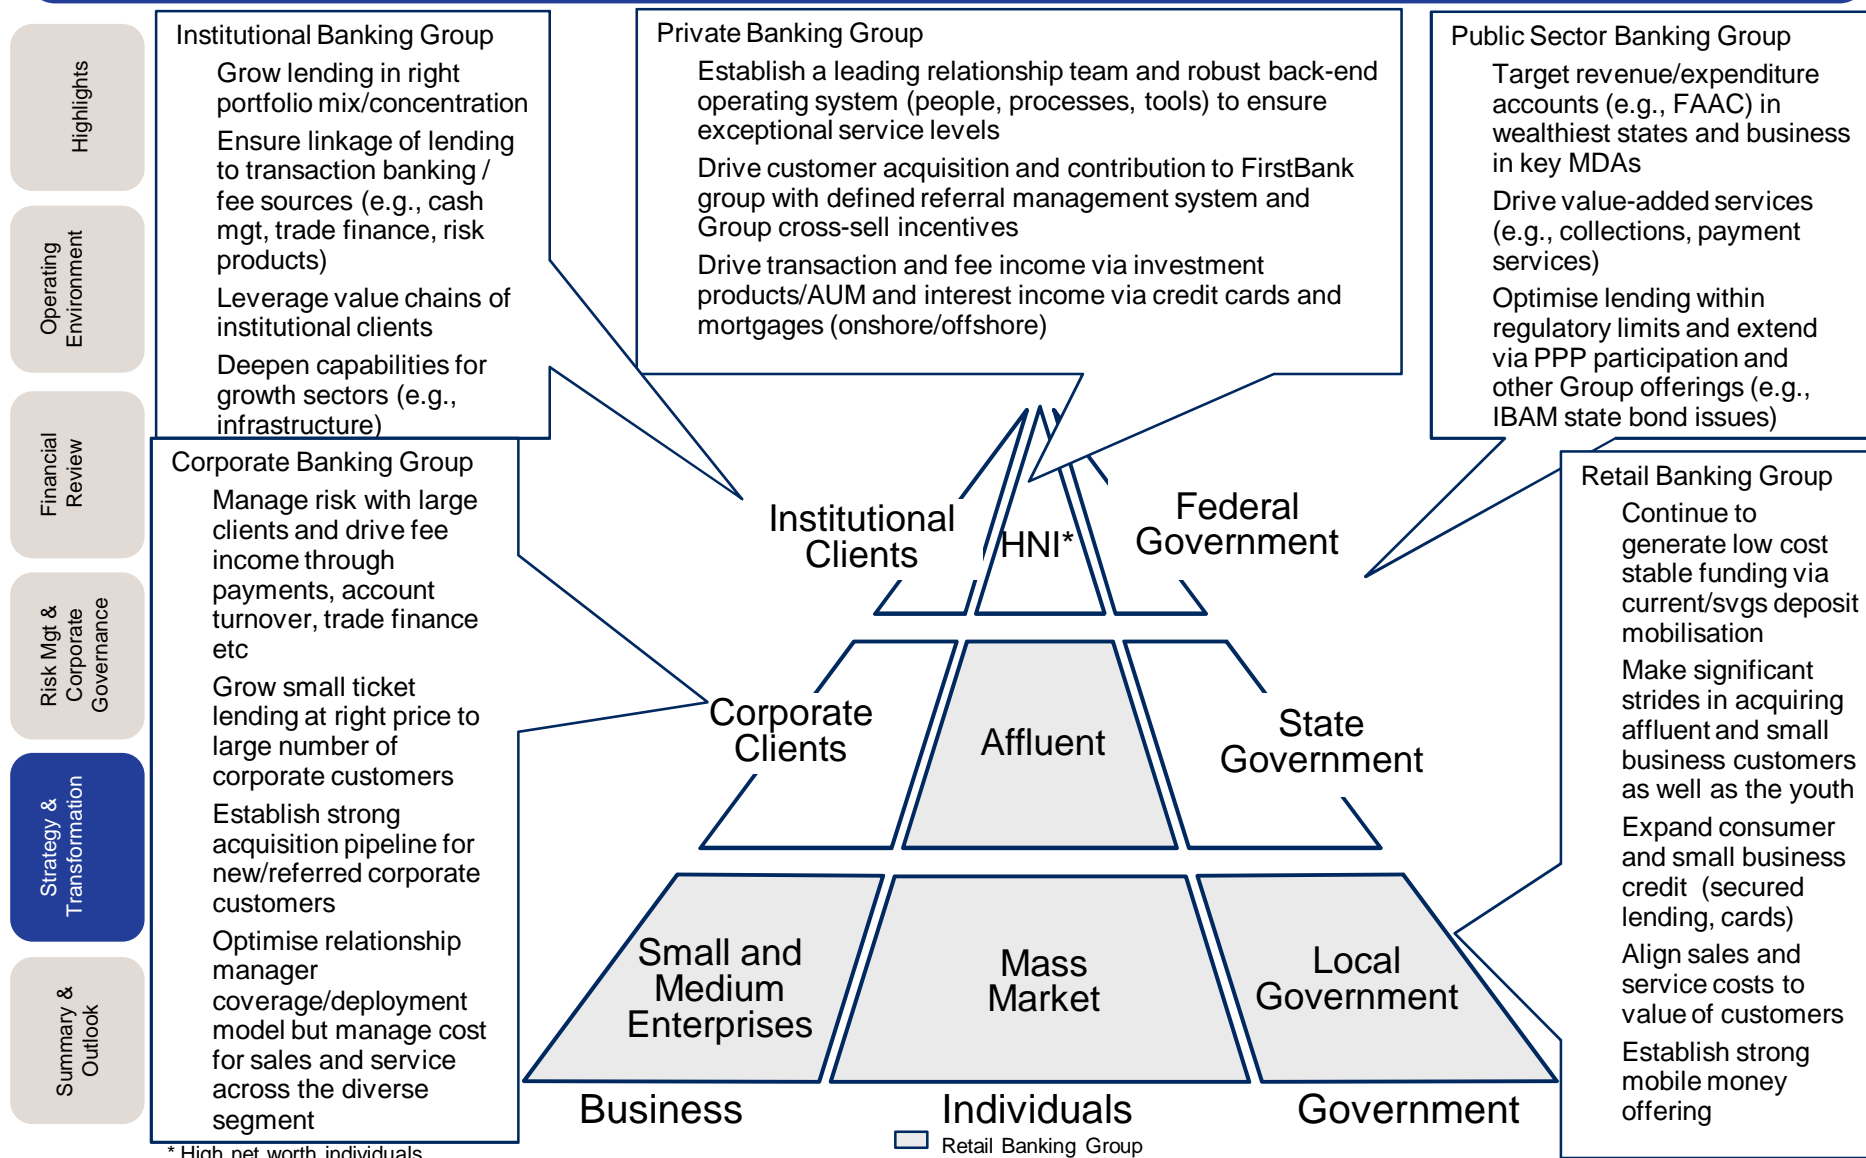 Highlights
Operating
Environment
Financial
Review
Risk Mgt &
Corporate
Governance
Strategy &
Transformation
Summary &
Outlook
Institutional Banking Group
Grow lending in right
portfolio mix/concentration
Ensure linkage of lending
to transaction banking /
fee sources (e.g., cash
mgt, trade finance, risk
products)
Leverage value chains of
institutional clients
Deepen capabilities for
growth sectors (e.g.,
infrastructure)
Private Banking Group
Establish a leading relationship team and robust back-end
operating system (people, processes, tools) to ensure
exceptional service levels
Drive customer acquisition and contribution to FirstBank
group with defined referral management system and
Group cross-sell incentives
Drive transaction and fee income via investment
products/AUM and interest income via credit cards and
mortgages (onshore/offshore)
Public Sector Banking Group
Target revenue/expenditure
accounts (e.g., FAAC) in
wealthiest states and business
in key MDAs
Drive value-added services
(e.g., collections, payment
services)
Optimise lending within
regulatory limits and extend
via PPP participation and
other Group offerings (e.g.,
IBAM state bond issues)
Corporate Banking Group
Manage risk with large
clients and drive fee
income through
payments, account
turnover, trade finance
etc
Grow small ticket
lending at right price to
large number of
corporate customers
Establish strong
acquisition pipeline for
new/referred corporate
customers
Optimise relationship
manager
coverage/deployment
model but manage cost
for sales and service
across the diverse
segment
Retail Banking Group
Continue to
generate low cost
stable funding via
current/svgs deposit
mobilisation
Make significant
strides in acquiring
affluent and small
business customers
as well as the youth
Expand consumer
and small business
credit (secured
lending, cards)
Align sales and
service costs to
value of customers
Establish strong
mobile money
offering
Institutional
Clients
HNI*
Federal
Government
Corporate
Clients
Affluent
State
Government
Small and
Medium
Enterprises
Mass
Market
Local
Government
Business
Individuals
Government
Retail Banking Group
* High net worth individuals